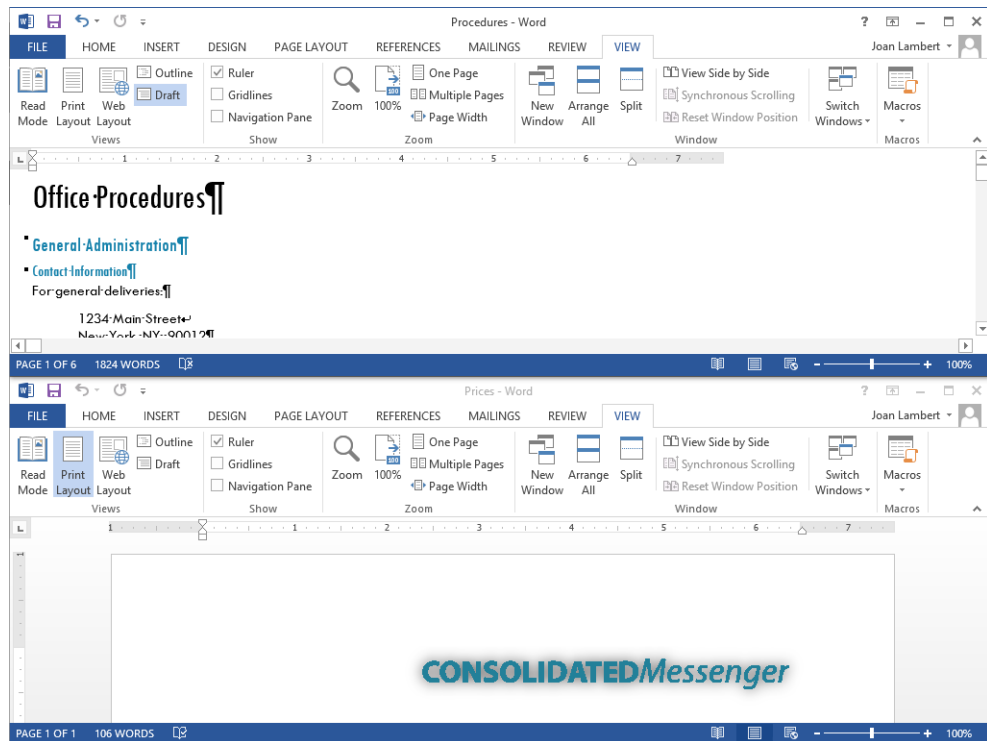 Procedures - Word
FILE HOME INSERT DESIGN PAGE LAYOUT REFERENCES MAILINGS REVIEW VIEW Joan Lambert
Read Mode Print Layout Web Layout Outline Draft
Views
Ruler Gridlines Navigation Pane
Show
Zoom 100% One Page Multiple Pages Page Width
Zoom
New Window Arrange All Split View Side by Side Synchronous Scrolling Reset Window Position Switch Windows
Window
Macros
Macros
1 2 3 4 5 6 7
Office·Procedures¶
General·Administration¶
Contact·Information¶
For·general·deliveries:¶
1234·Main·Street↵
New·York,·NY··90012¶
PAGE 1 OF 6 1824 WORDS 100%
Prices - Word
FILE HOME INSERT DESIGN PAGE LAYOUT REFERENCES MAILINGS REVIEW VIEW Joan Lambert
Read Mode Print Layout Web Layout Outline Draft
Views
Ruler Gridlines Navigation Pane
Show
Zoom 100% One Page Multiple Pages Page Width
Zoom
New Window Arrange All Split View Side by Side Synchronous Scrolling Reset Window Position Switch Windows
Window
Macros
Macros
1 1 2 3 4 5 6 7
CONSOLIDATEDMessenger
PAGE 1 OF 1 106 WORDS 100%